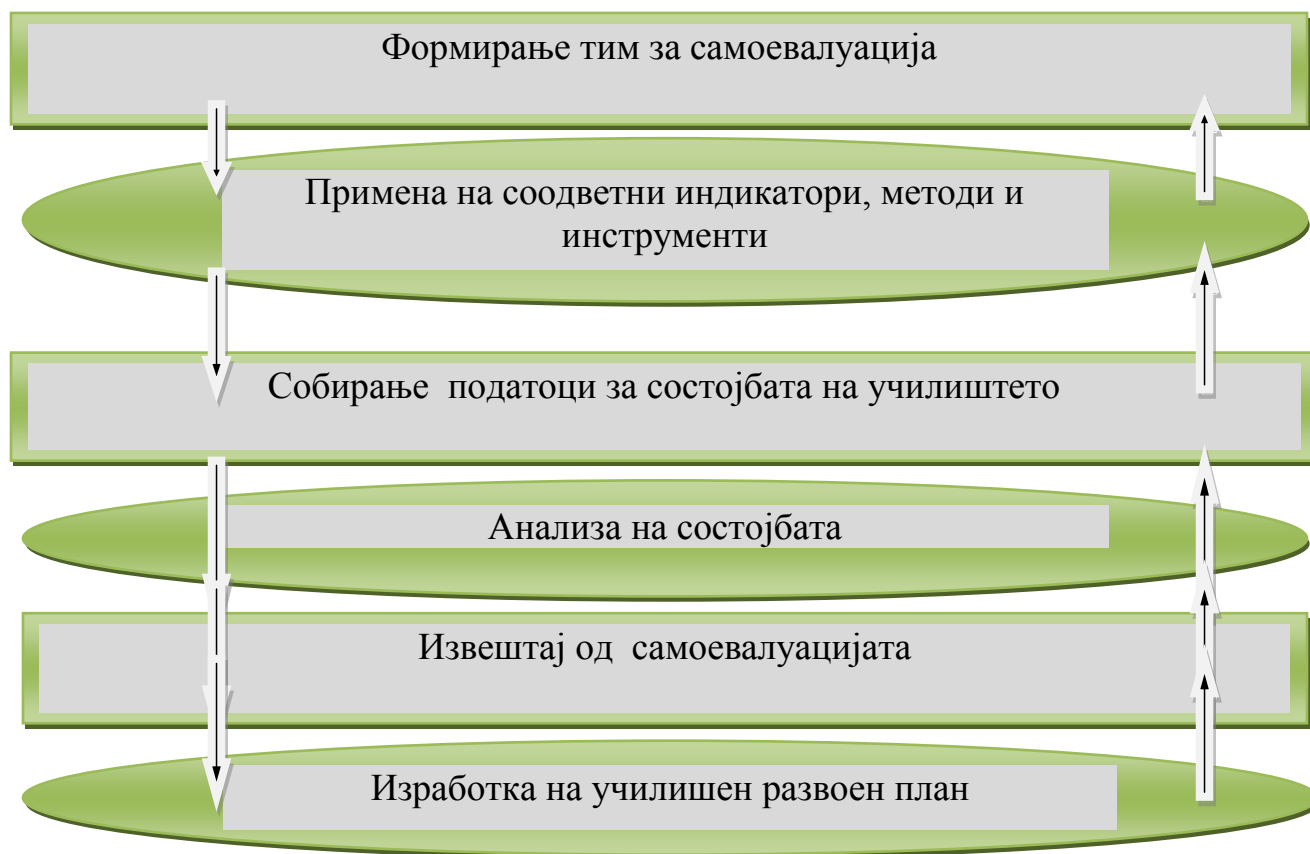 Формирање тим за самоевалуација
Примена на соодветни индикатори, методи и
инструменти
Собирање  податоци за состојбата на училиштето
Анализа на состојбата
Извештај од  самоевалуацијата
Изработка на училишен развоен план